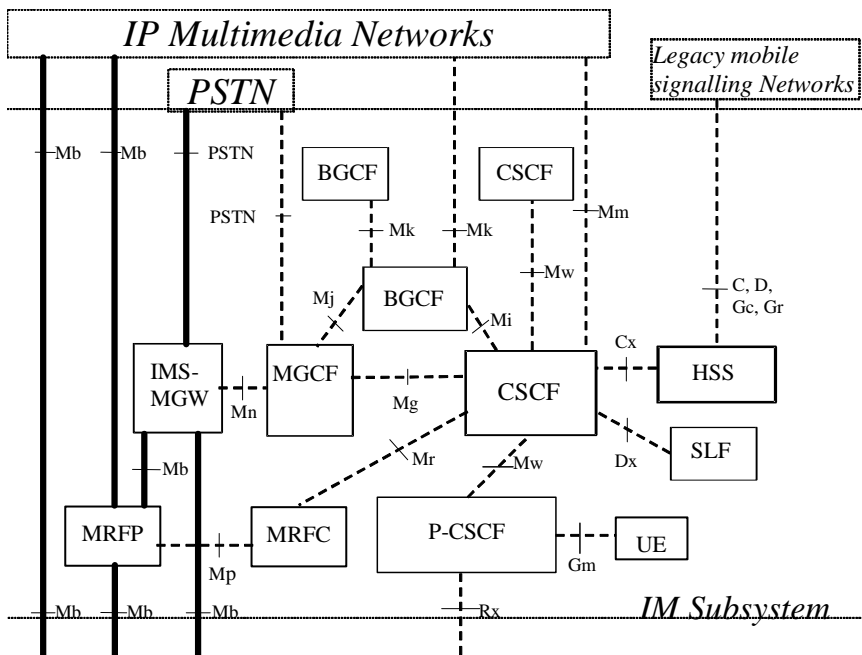 IP Multimedia Networks
Legacy mobile
signalling Networks
PSTN
Mb
Mb
PSTN
BGCF
CSCF
PSTN
Mk
Mk
Mm
Mw
C, D,
Gc, Gr
BGCF
Mj
Mi
Cx
IMS-
MGW
MGCF
CSCF
HSS
Mn
Mg
SLF
Mb
Mr
Mw
Dx
MRFP
MRFC
P-CSCF
UE
Mp
Gm
Mb
Mb
Mb
Rx
IM Subsystem